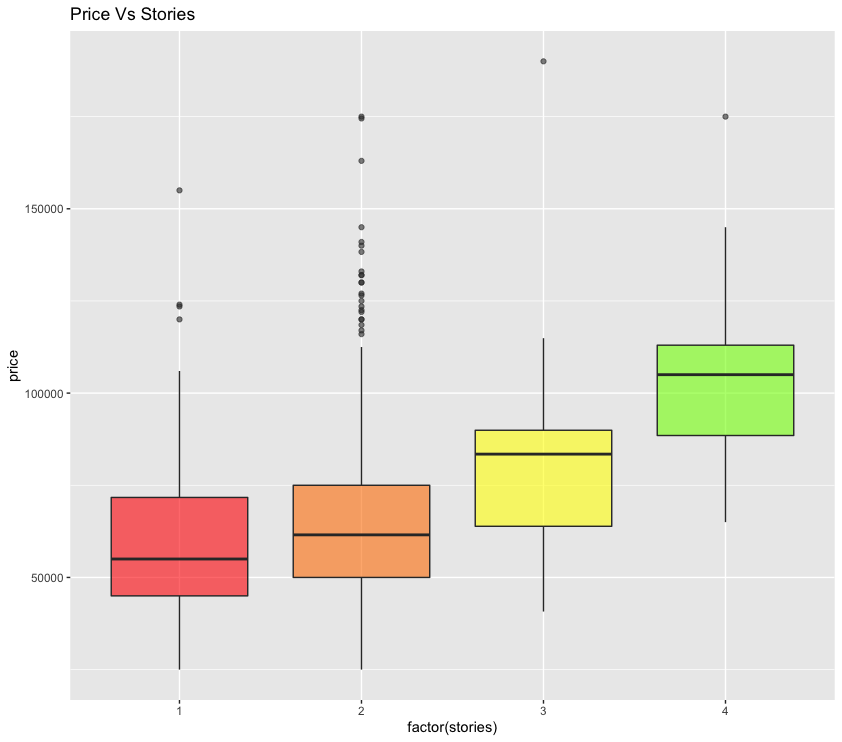 Price Vs Stories
150000
100000
50000
price
1 2 3 4
factor(stories)